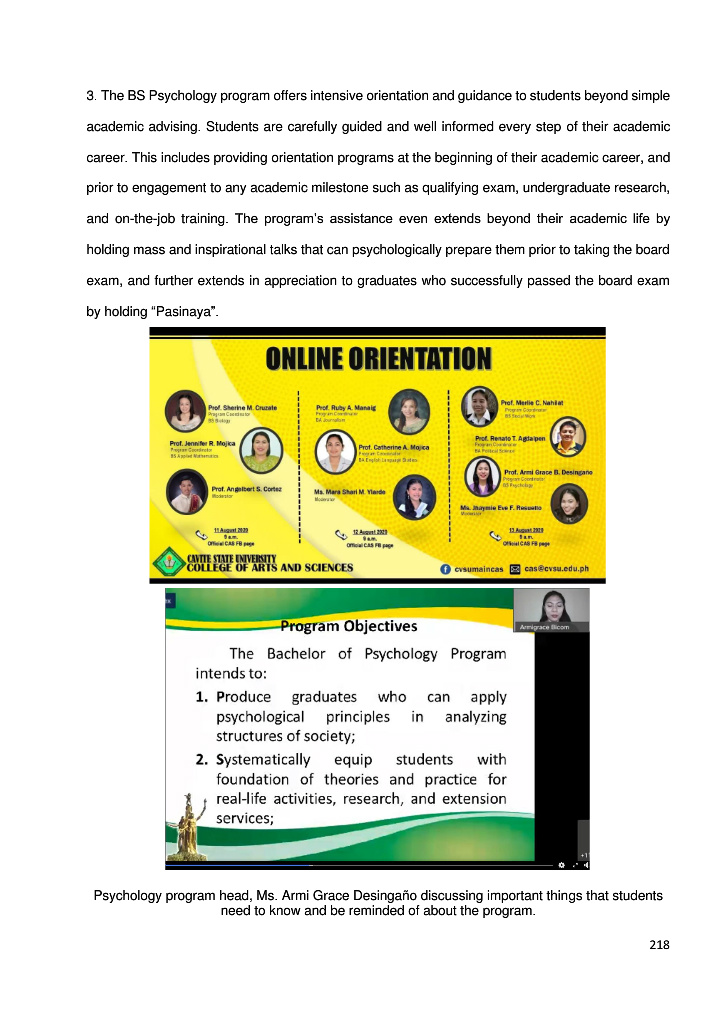 3. The BS Psychology program offers intensive orientation and guidance to students beyond simple
academic advising. Students are carefully guided and well informed every step of their academic
career. This includes providing orientation programs at the beginning of their academic career, and
prior to engagement to any academic milestone such as qualifying exam, undergraduate research,
and on-the-job training. The program's assistance even extends beyond their academic life by
holding mass and inspirational talks that can psychologically prepare them prior to taking the board
exam, and further extends in appreciation to graduates who successfully passed the board exam
by holding "Pasinaya".
ONLINE ORIENTATION
Prof. Sherine M. Cruzate
Program Coordinator
BS Biology
Prof. Jennifer R. Mojica
Program Coordinator
BS Applied Mathematics
Prof. Angelbert S. Cortez
Moderator
11 August 2020
9 a.m.
Official CAS FB page
Prof. Ruby A. Manaig
Program Coordinator
BA Journalism
Prof. Catherine A. Mojica
Program Coordinator
BA English Language Studies
Ms. Mara Shari M. Ylardo
Moderator
12 August 2020
9 a.m.
Official CAS FB page
Prof. Merlie C. Nahilat
Program Coordinator
BS Social Work
Prof. Renato T. Agdalpen
Program Coordinator
BA Political Science
Prof. Armi Grace B. Desingaño
Program Coordinator
BS Psychology
Ms. Jhaymie Eve F. Resuello
Moderator
13 August 2020
9 a.m.
Official CAS FB page
CAVITE STATE UNIVERSITY
COLLEGE OF ARTS AND SCIENCES
cvsumaincas cas@cvsu.edu.ph
Program Objectives
Armigrace Bicom
The Bachelor of Psychology Program
intends to:
1. Produce graduates who can apply
psychological principles in analyzing
structures of society;
2. Systematically equip students with
foundation of theories and practice for
real-life activities, research, and extension
services;
Psychology program head, Ms. Armi Grace Desingaño discussing important things that students
need to know and be reminded of about the program.
218